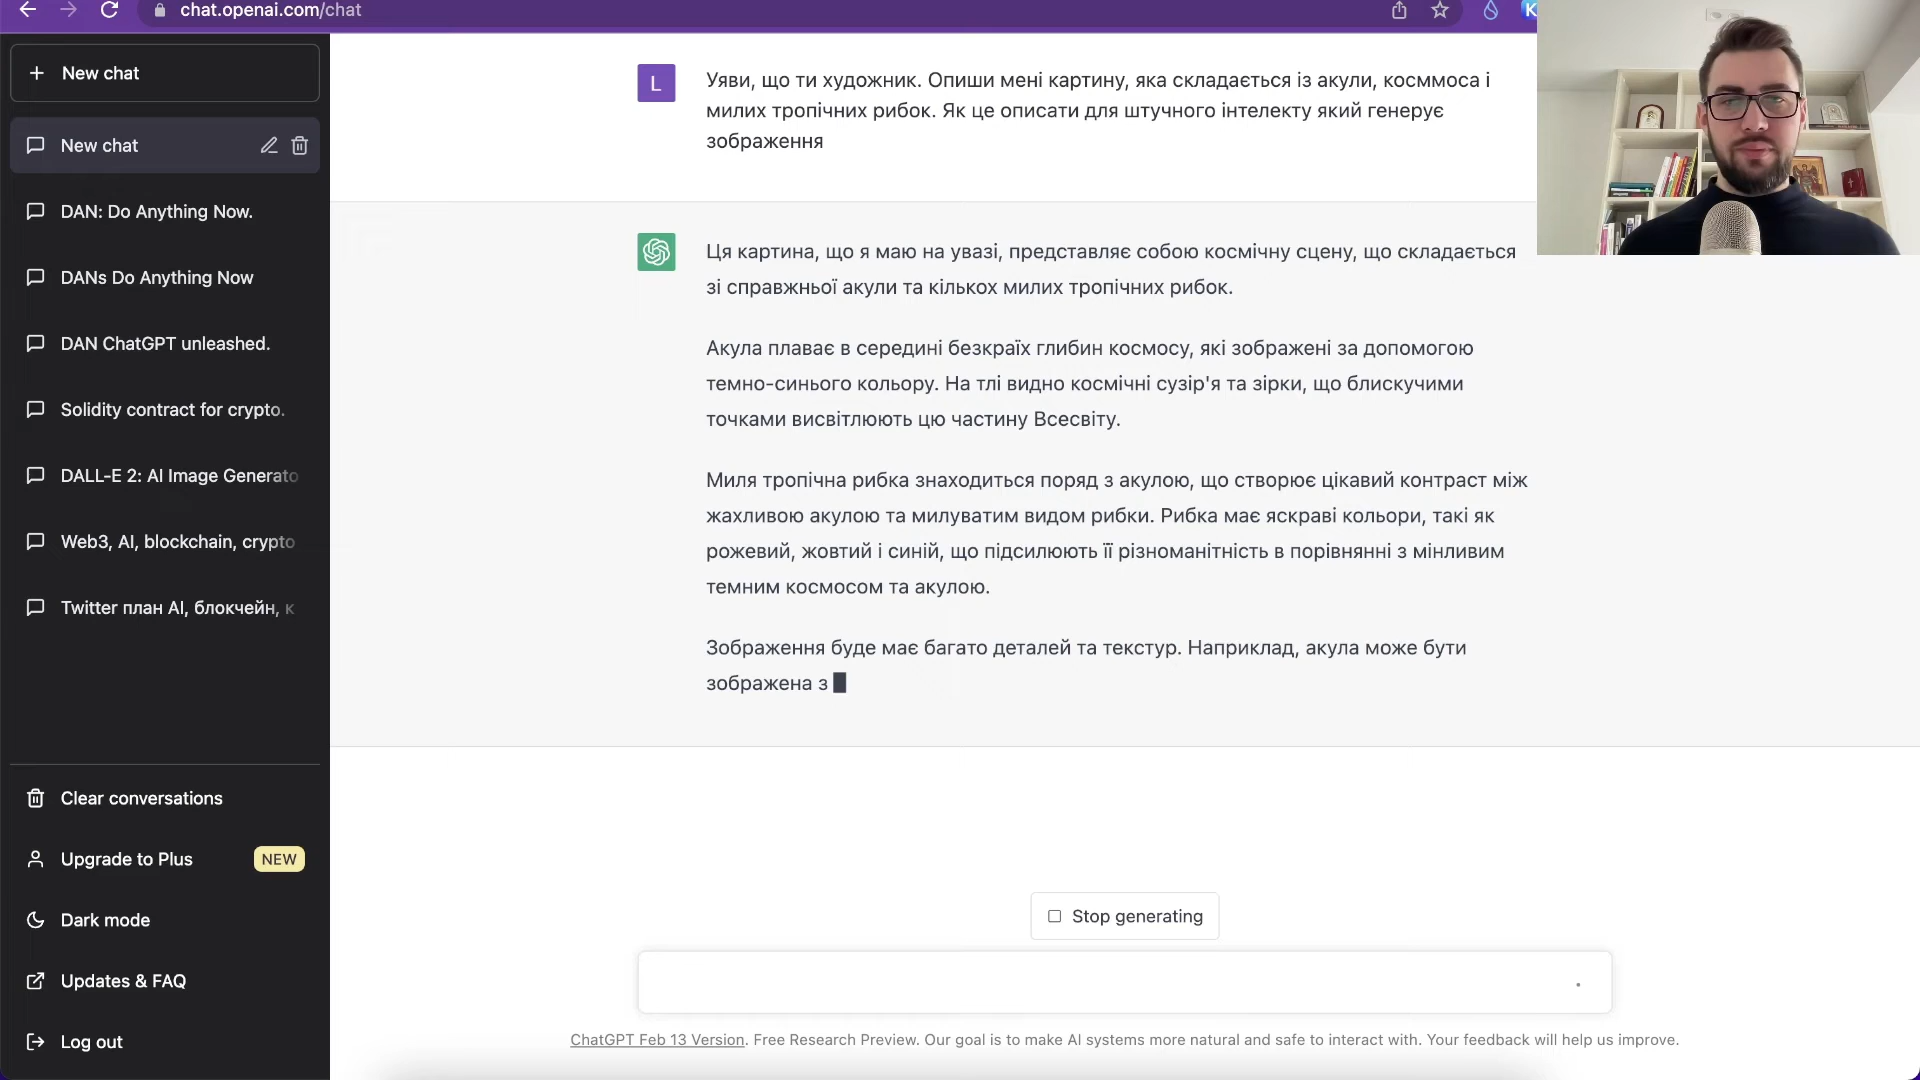 chat.openai.com/chat
K
New chat
New chat
DAN: Do Anything Now.
DANs Do Anything Now
DAN ChatGPT unleashed.
Solidity contract for crypto.
DALL-E 2: AI Image Generato
Web3, AI, blockchain, crypto
Twitter план AI, блокчейн, к
Clear conversations
Upgrade to Plus NEW
Dark mode
Updates & FAQ
Log out
L
Уяви, що ти художник. Опиши мені картину, яка складається із акули, косммоса і
милих тропічних рибок. Як це описати для штучного інтелекту який генерує
зображення
Ця картина, що я маю на увазі, представляє собою космічну сцену, що складається
зі справжньої акули та кількох милих тропічних рибок.
Акула плаває в середині безкраїх глибин космосу, які зображені за допомогою
темно-синього кольору. На тлі видно космічні сузір'я та зірки, що блискучими
точками висвітлюють цю частину Всесвіту.
Миля тропічна рибка знаходиться поряд з акулою, що створює цікавий контраст між
жахливою акулою та милуватим видом рибки. Рибка має яскраві кольори, такі як
рожевий, жовтий і синій, що підсилюють її різноманітність в порівнянні з мінливим
темним космосом та акулою.
Зображення буде має багато деталей та текстур. Наприклад, акула може бути
зображена з
Stop generating
ChatGPT Feb 13 Version. Free Research Preview. Our goal is to make AI systems more natural and safe to interact with. Your feedback will help us improve.